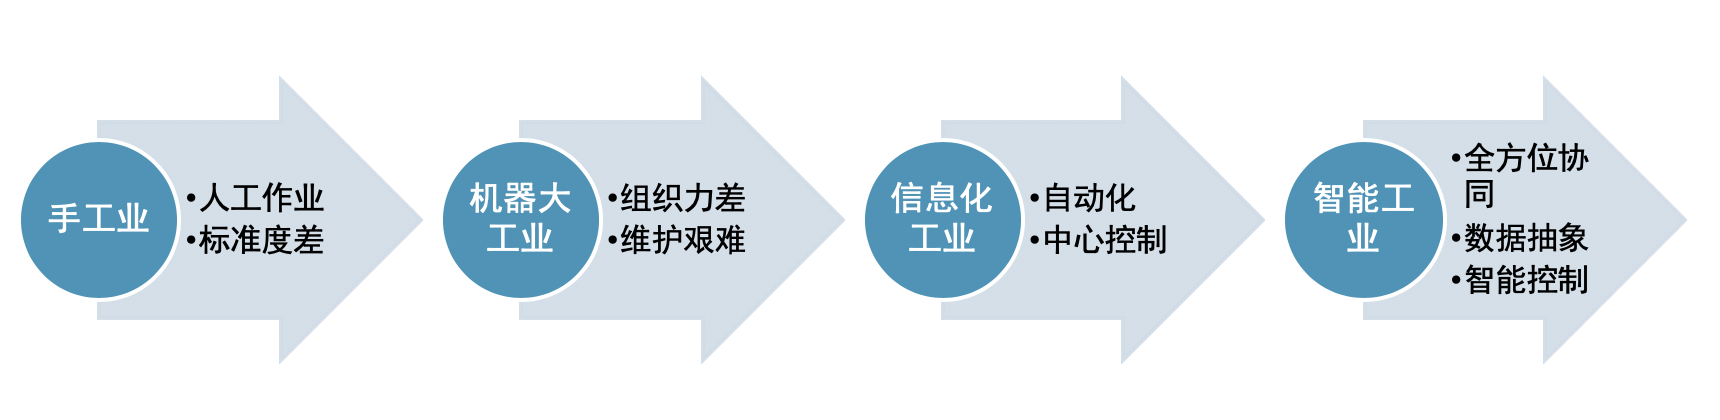 手工业
•人工作业
•标准度差
机器大
工业
•组织力差
•维护艰难
信息化
工业
•自动化
•中心控制
智能工
业
•全方位协
同
•数据抽象
•智能控制